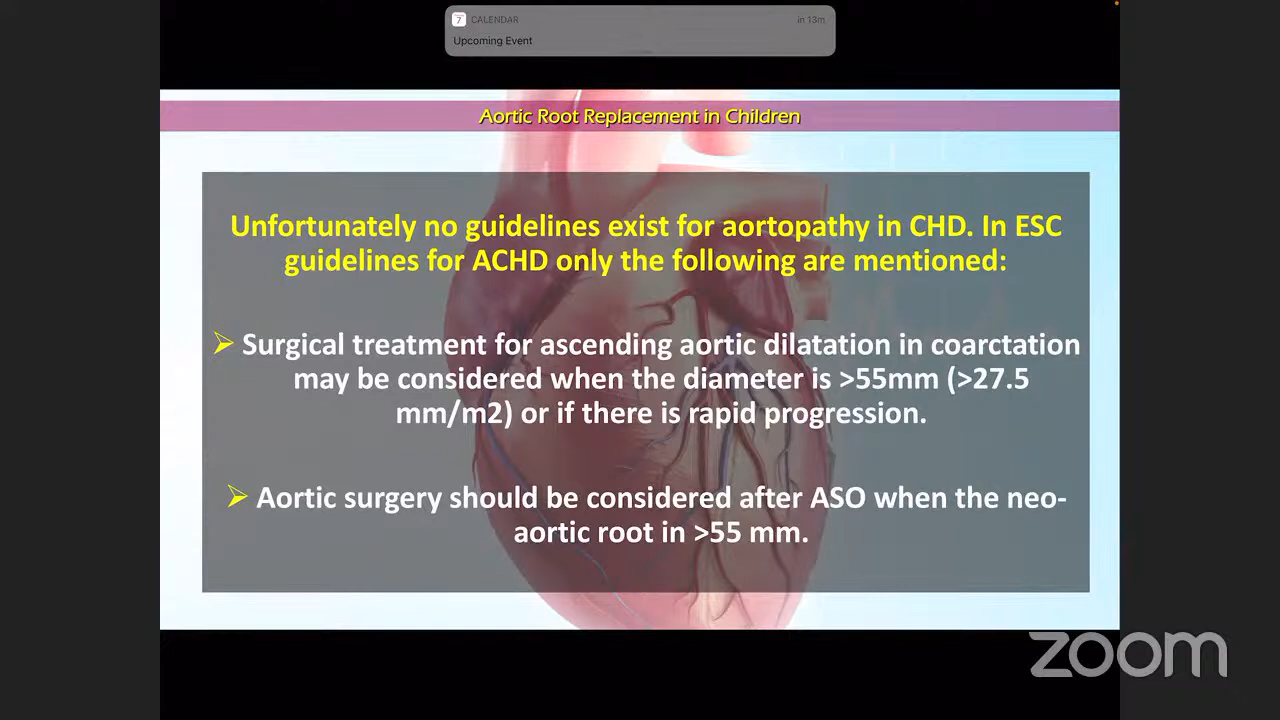 7 CALENDAR in 13m
Upcoming Event
Aortic Root Replacement in Children
Unfortunately no guidelines exist for aortopathy in CHD. In ESC
guidelines for ACHD only the following are mentioned:
Surgical treatment for ascending aortic dilatation in coarctation
may be considered when the diameter is >55mm (>27.5
mm/m2) or if there is rapid progression.
Aortic surgery should be considered after ASO when the neo-
aortic root in >55 mm.
zoom